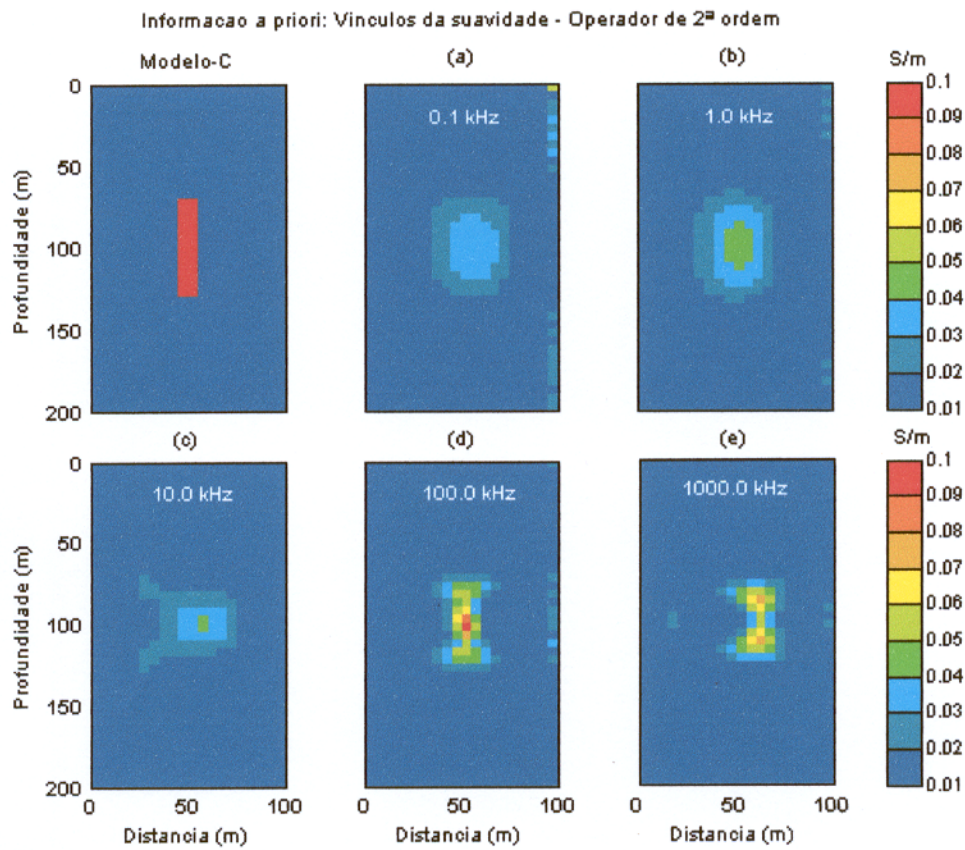 Informacao a priori: Vinculos da suavidade - Operador de 2ª ordem
Modelo-C
(a)
(b)
S/m
0.1 kHz
1.0 kHz
0
50
100
150
200
Profundidade (m)
0.1
0.09
0.08
0.07
0.06
0.05
0.04
0.03
0.02
0.01
(c)
(d)
(e)
S/m
10.0 kHz
100.0 kHz
1000.0 kHz
0
50
100
150
200
Profundidade (m)
0.1
0.09
0.08
0.07
0.06
0.05
0.04
0.03
0.02
0.01
0 50 100
0 50 100
0 50 100
Distancia (m)
Distancia (m)
Distancia (m)